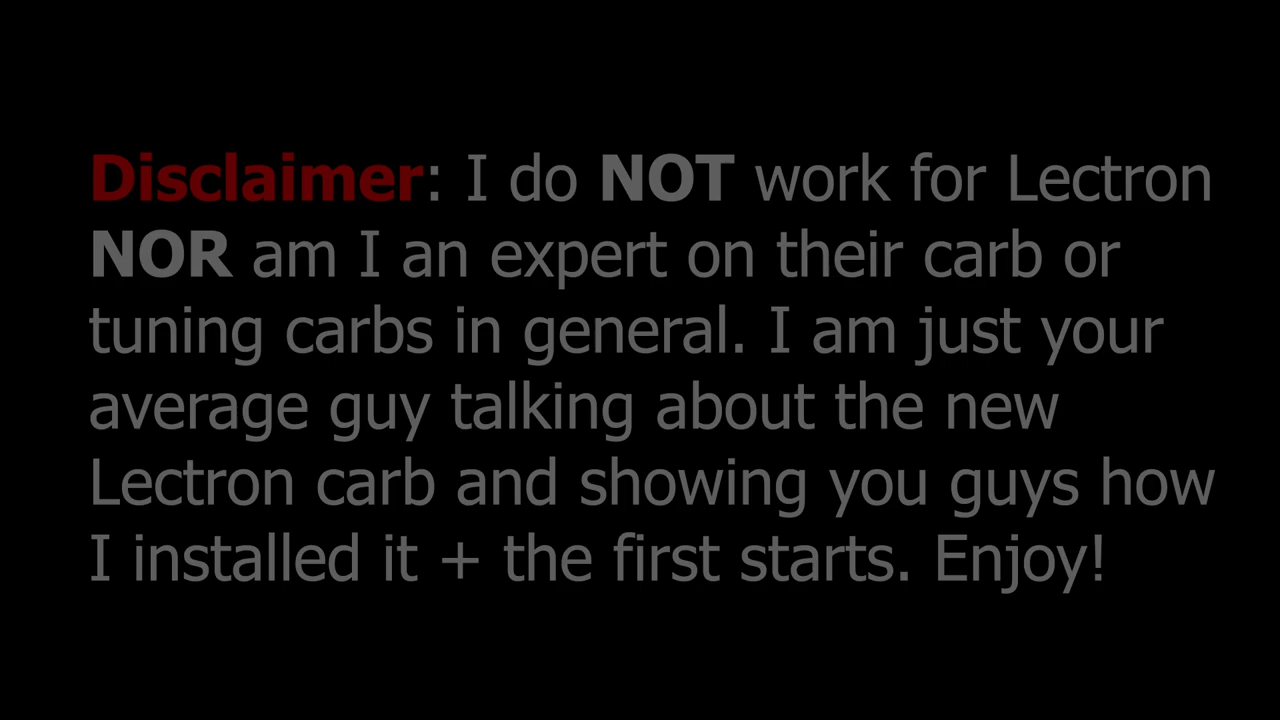 Disclaimer: I do NOT work for Lectron
NOR am I an expert on their carb or
tuning carbs in general. I am just your
average guy talking about the new
Lectron carb and showing you guys how
I installed it + the first starts. Enjoy!